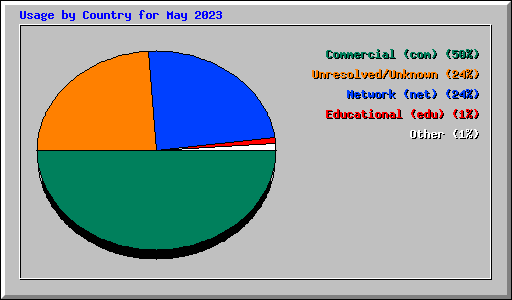 Usage by Country for May 2023
Commercial (com) (50%)
Unresolved/Unknown (24%)
Network (net) (24%)
Educational (edu) (1%)
Other (1%)